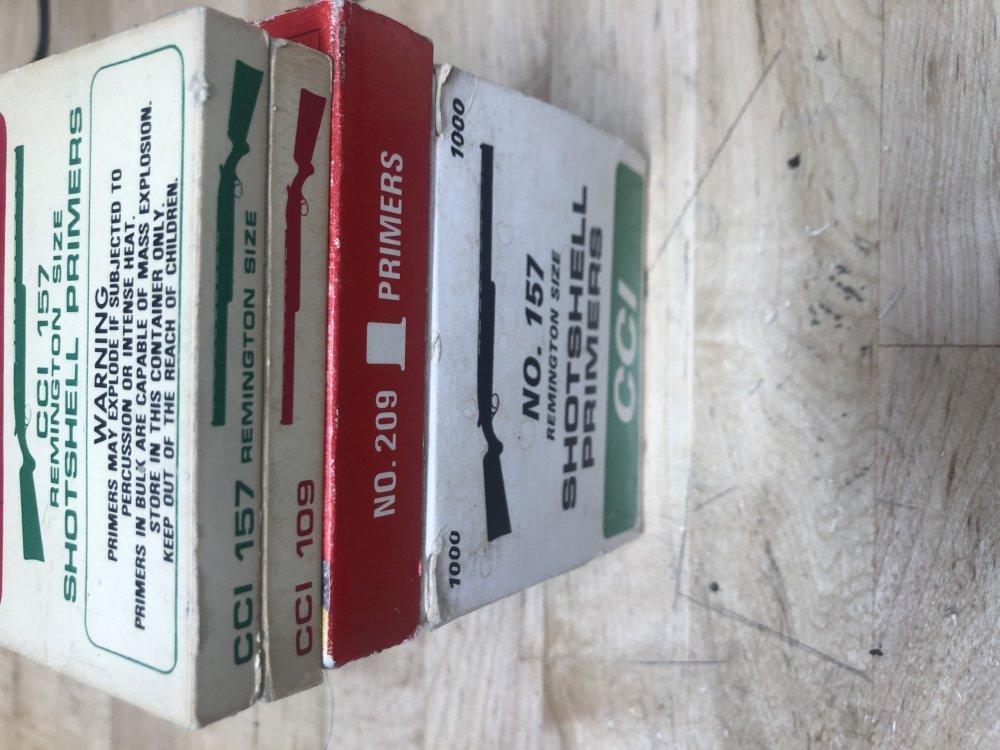 CCI 157
REMINGTON SIZE
SHOTSHELL PRIMERS
WARNING
PRIMERS MAY EXPLODE IF SUBJECTED TO
PERCUSSION OR INTENSE HEAT.
PRIMERS IN BULK ARE CAPABLE OF MASS EXPLOSION.
STORE IN THIS CONTAINER ONLY.
KEEP OUT OF THE REACH OF CHILDREN.
CCI 157 REMINGTON SIZE
CCI 109
NO. 209 PRIMERS
1000 1000
NO. 157
REMINGTON SIZE
SHOTSHELL
PRIMERS
CCI